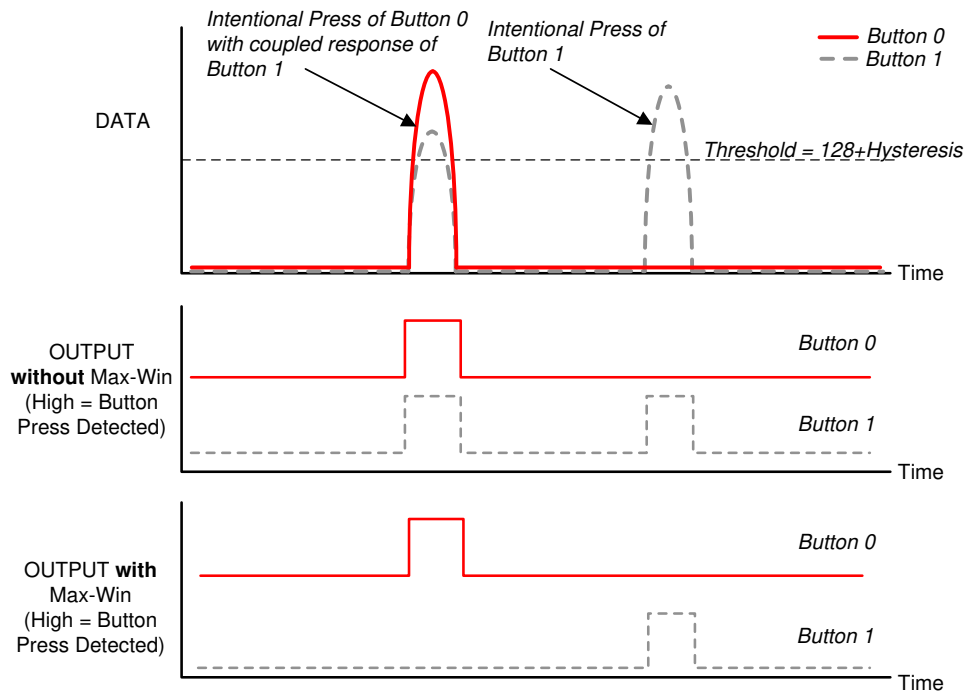 Intentional Press of Button 0
with coupled response of
Button 1
Intentional Press of
Button 1
Button 0
Button 1
DATA
Threshold = 128+Hysteresis
Time
OUTPUT
without Max-Win
(High = Button
Press Detected)
Button 0
Button 1
Time
OUTPUT with
Max-Win
(High = Button
Press Detected)
Button 0
Button 1
Time